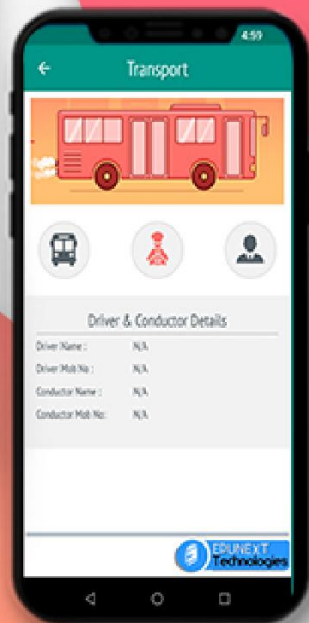 4:59
Transport
Driver & Conductor Details
Driver Name : N/A
Driver Mob No : N/A
Conductor Name : N/A
Conductor Mob No: N/A
EDUNEXT
Technologies